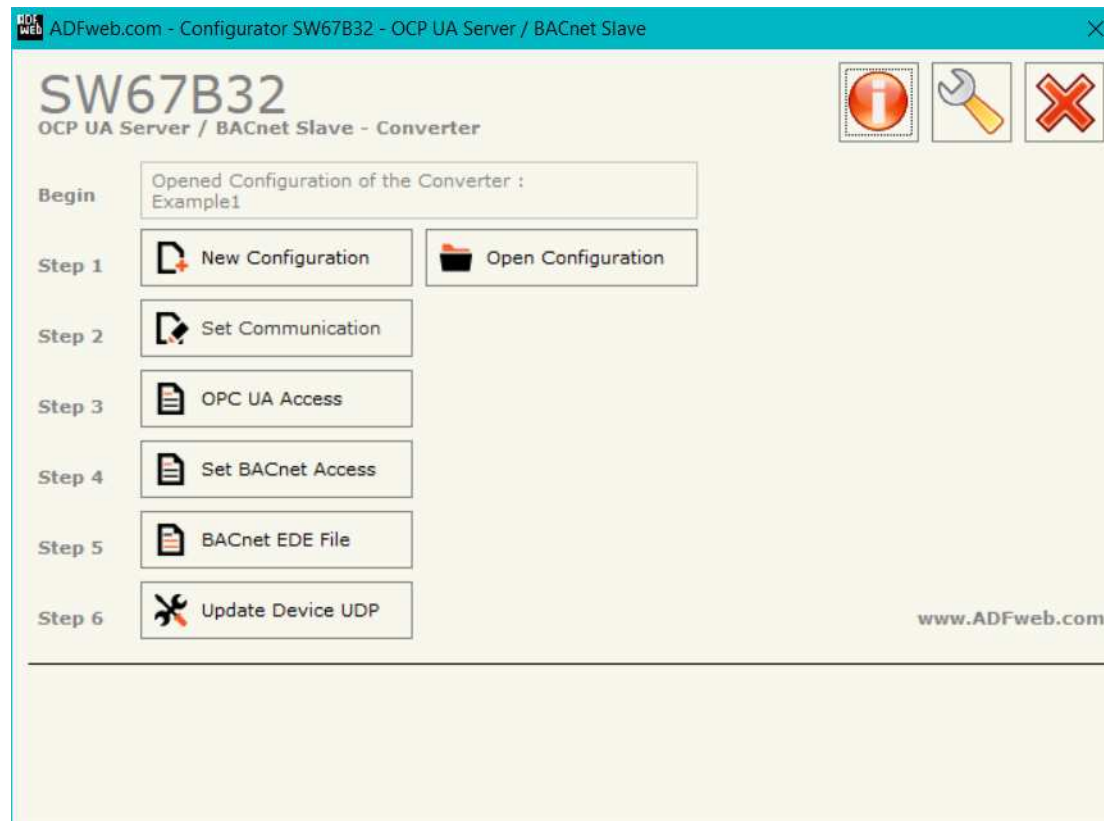 ADF
WEB
ADFweb.com - Configurator SW67B32 - OCP UA Server / BACnet Slave
SW67B32
OCP UA Server / BACnet Slave - Converter
Begin
Opened Configuration of the Converter :
Example1
Step 1
New Configuration
Open Configuration
Step 2
Set Communication
Step 3
OPC UA Access
Step 4
Set BACnet Access
Step 5
BACnet EDE File
Step 6
Update Device UDP
www.ADFweb.com